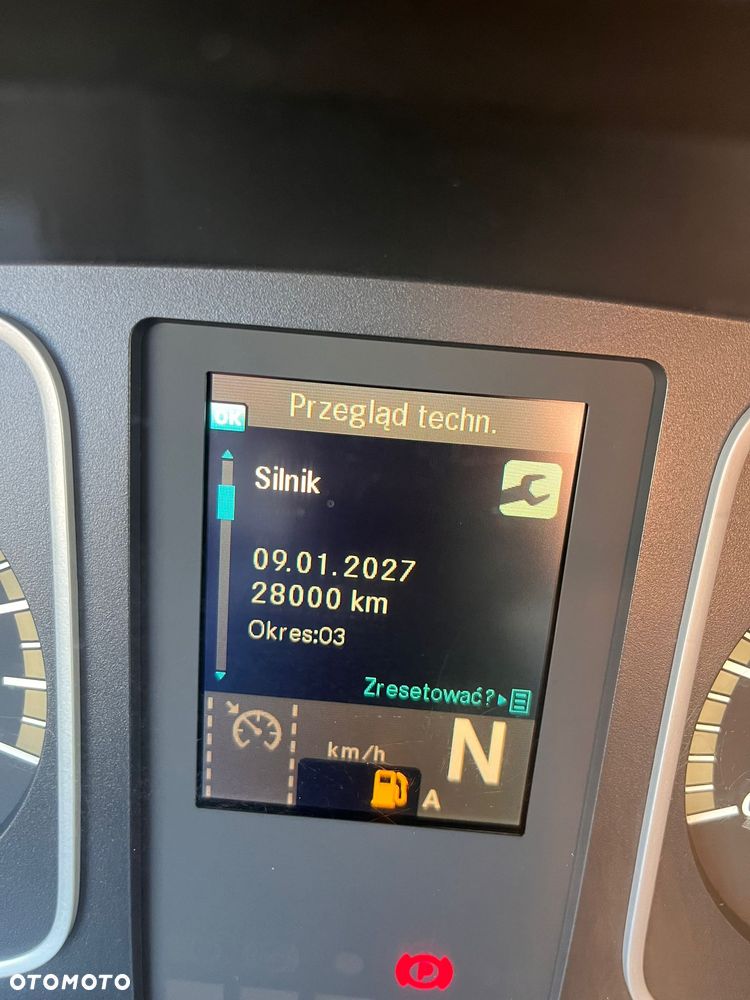 Przegląd techn.
OK
Silnik
09.01.2027
28000 km
Okres:03
Zresetować?
km/h
N
A
P
OTOMOTO